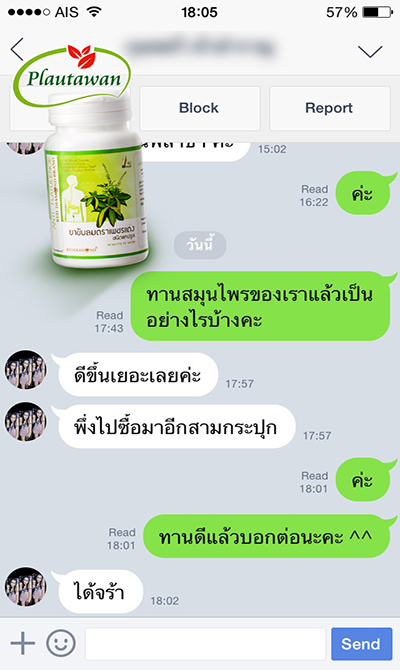 AIS
18:05
57%
Plautawan
Block
Report
15:02
Read
16:22
ค่ะ
ยาขับลมตราเพชรแดง
วันนี้
ทานสมุนไพรของเราแล้วเป็น
อย่างไรบ้างคะ
Read
17:43
ดีขึ้นเยอะเลยค่ะ
17:57
พึ่งไปซื้อมาอีกสามกระปุก
17:57
Read
18:01
ค่ะ
Read
18:01
ทานดีแล้วบอกต่อนะคะ ^^
ได้จร้า
18:02
Send